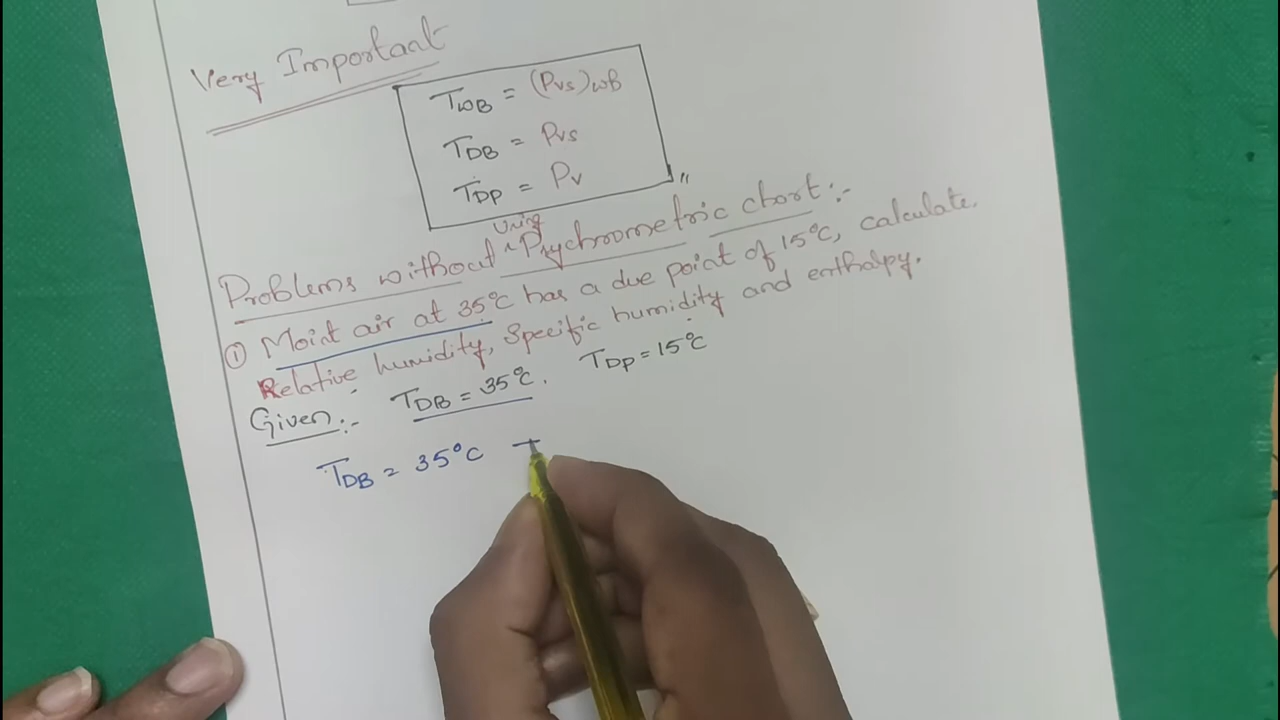 Very Important
TWB = (Pvs)wb
TDB = Pvs
TDP = Pv
Problems without Using Psychrometric chart:-
① Moist air at 35°C has a due point of 15°C, calculate.
Relative humidity, Specific humidity and enthalpy.
Given:- TDB = 35°C. TDP = 15°C
TDB = 35°C T